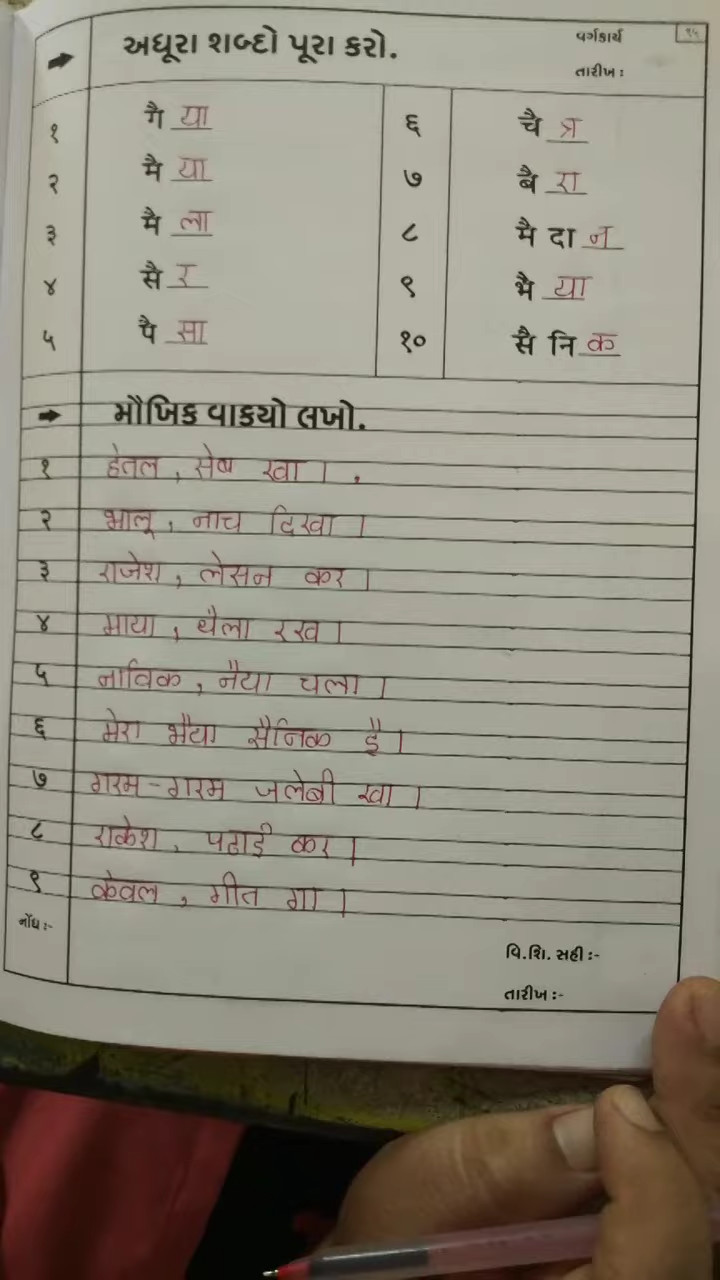 અધૂરા શબ્દો પૂરા કરો.
વર્ગકાર્ય
તારીખ :
१ गै या
२ मै या
३ मै ला
४ सै र
५ पै सा
६ चै त्र
७ बै रा
८ मै दा न
९ भै या
१० सै नि क
મૌખિક વાક્યો લખો.
१ हेतल , सेब खा । .
२ भालू , नाच दिखा ।
३ राजेश , लेसन कर ।
४ माया , थैला रख ।
५ नाविक , नैया चला ।
६ मेरा भैया सैनिक है ।
७ गरम - गरम जलेबी खा ।
८ राकेश , पढाई कर ।
९ केवल , गीत गा ।
નોંધ :-
વિ.શિ. સહી :-
તારીખ :-